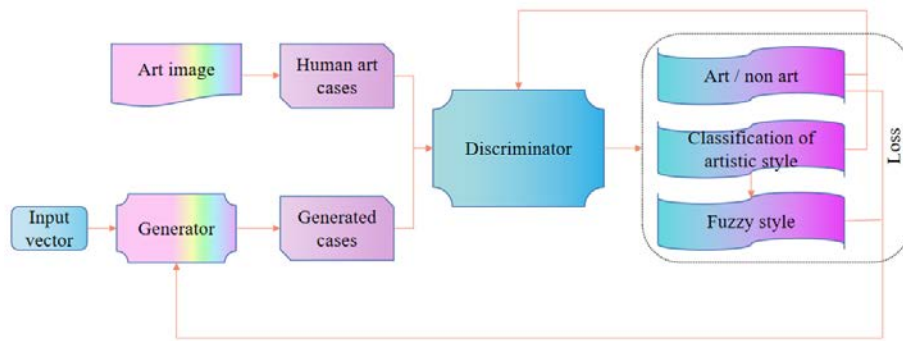 Art image
Human art
cases
Input
vector
Generator
Generated
cases
Discriminator
Art / non art
Classification of
artistic style
Fuzzy style
Loss